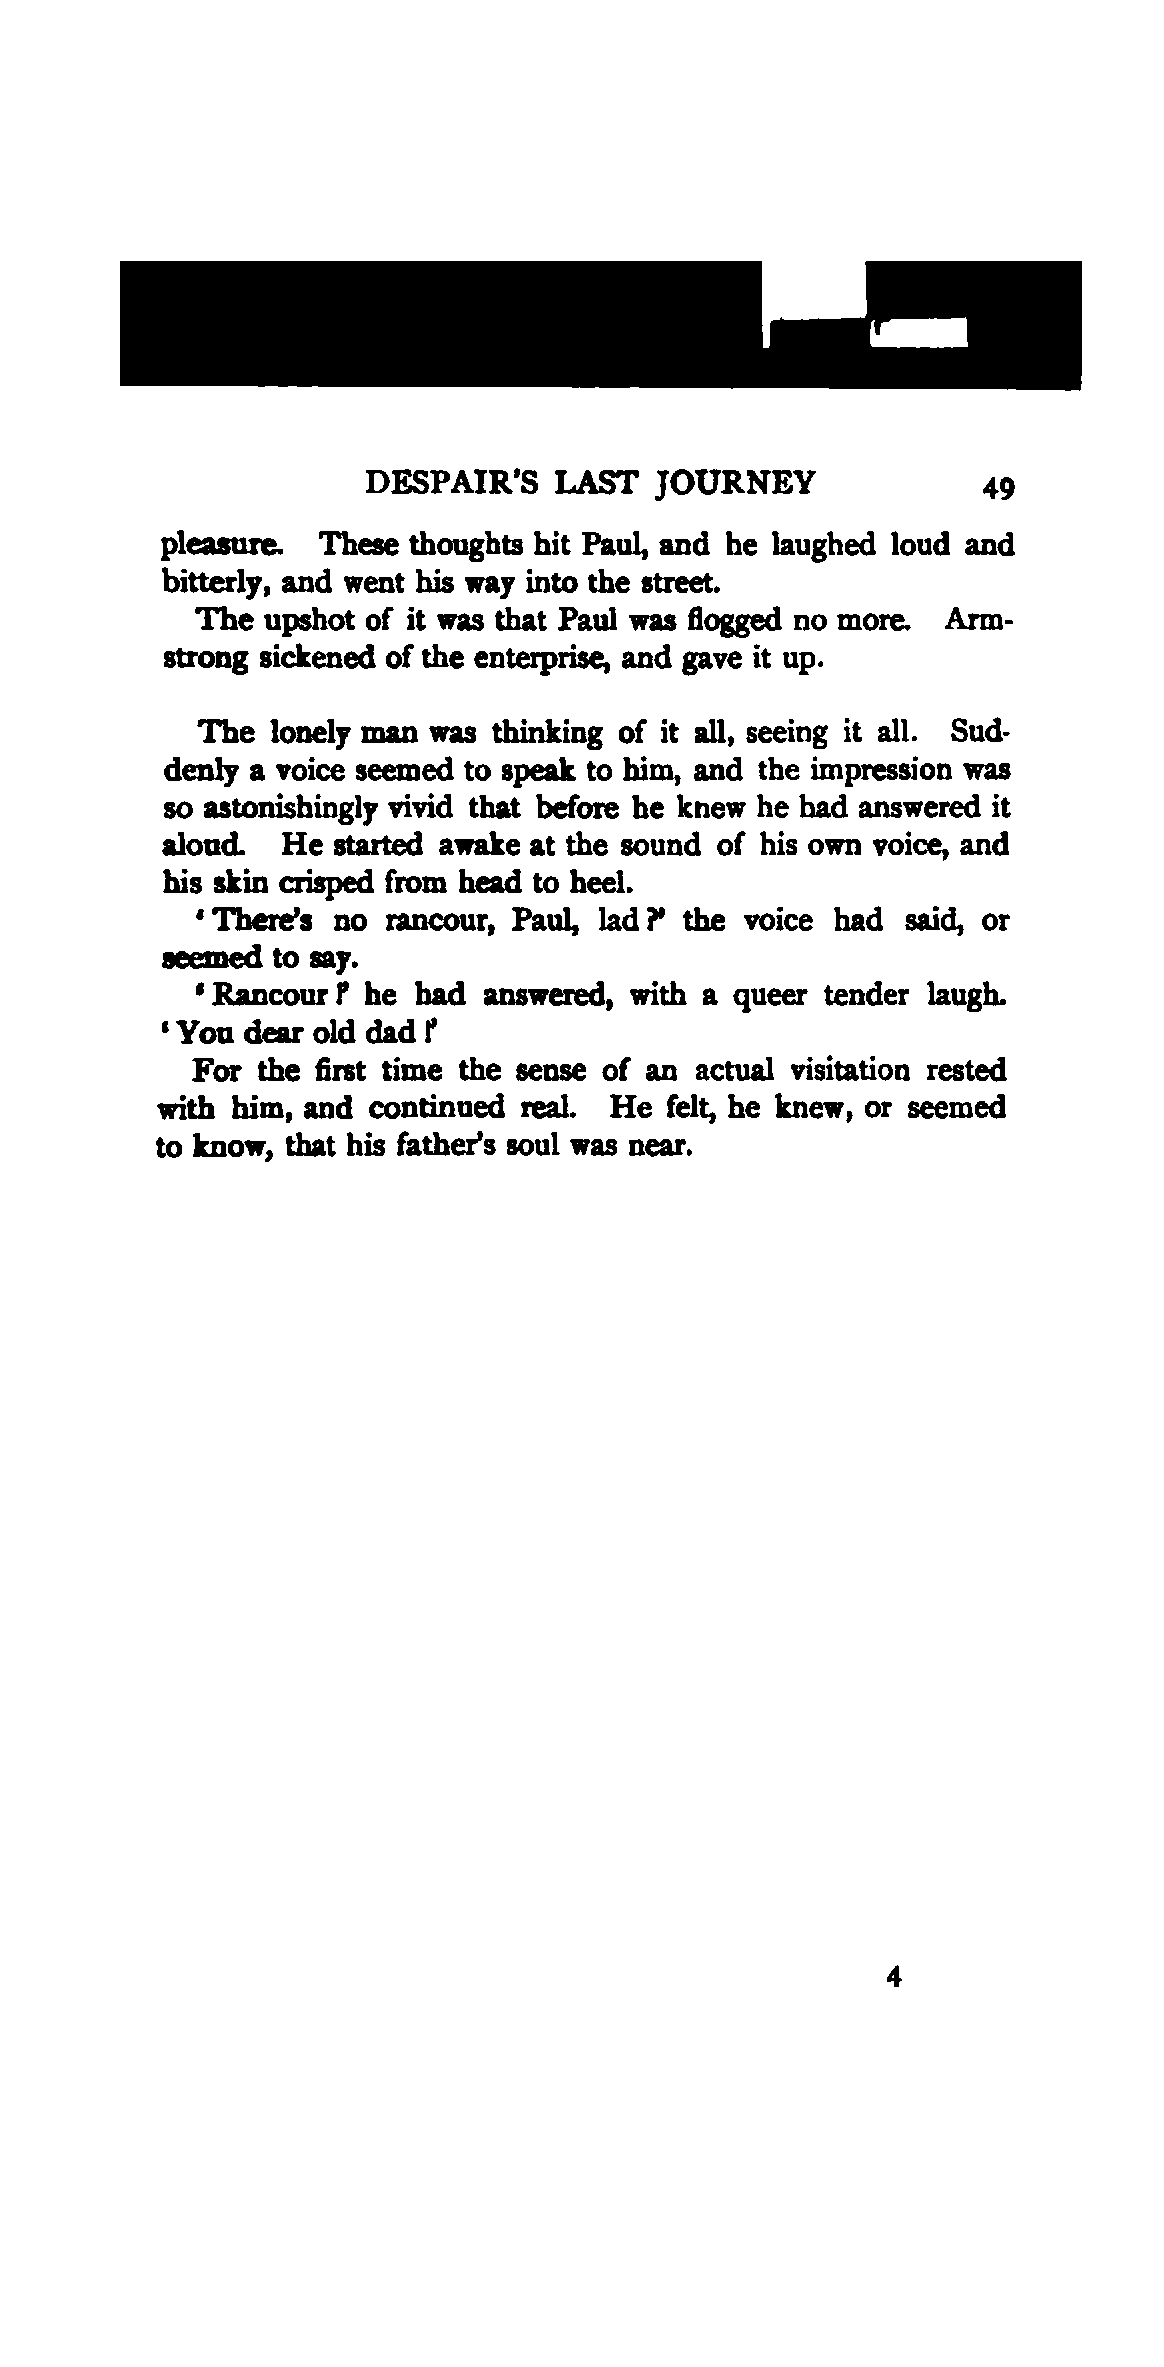 DESPAIR'S LAST JOURNEY 49
pleasure. These thoughts hit Paul, and he laughed loud and
bitterly, and went his way into the street.
The upshot of it was that Paul was flogged no more. Arm-
strong sickened of the enterprise, and gave it up.
The lonely man was thinking of it all, seeing it all. Sud-
denly a voice seemed to speak to him, and the impression was
so astonishingly vivid that before he knew he had answered it
aloud. He started awake at the sound of his own voice, and
his skin crisped from head to heel.
'There's no rancour, Paul, lad?' the voice had said, or
seemed to say.
'Rancour!' he had answered, with a queer tender laugh.
'You dear old dad!'
For the first time the sense of an actual visitation rested
with him, and continued real. He felt, he knew, or seemed
to know, that his father's soul was near.
4